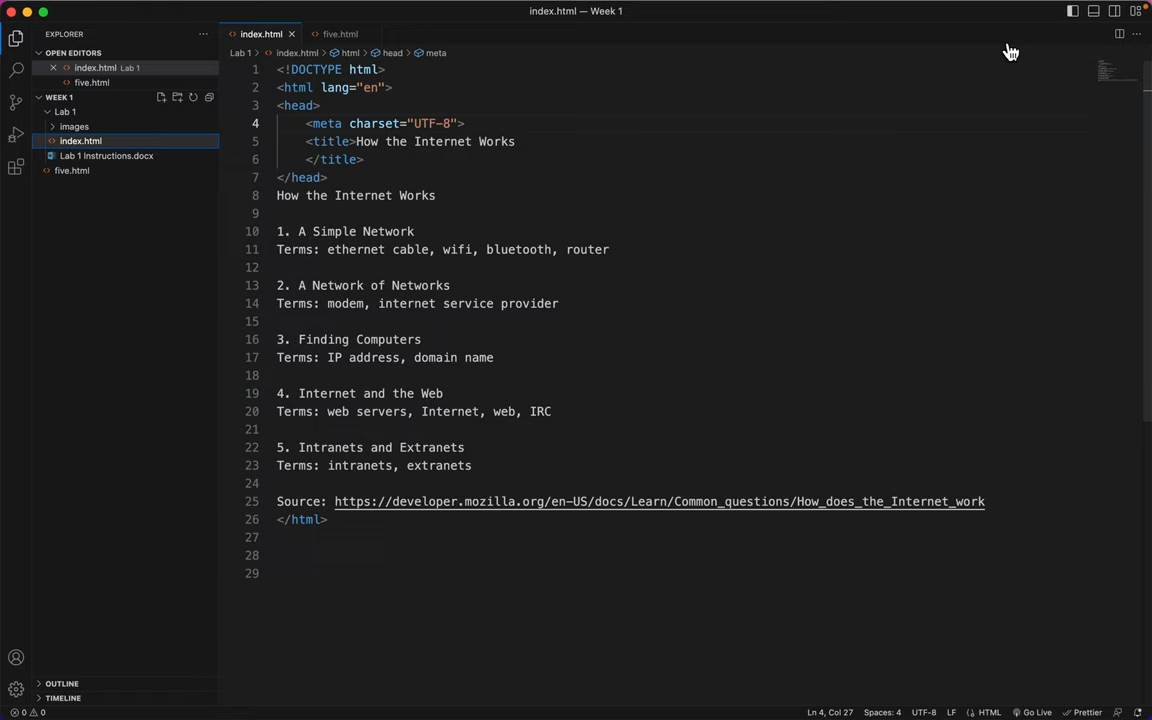 index.html — Week 1
EXPLORER
OPEN EDITORS
index.html Lab 1
five.html
WEEK 1
Lab 1
images
index.html
Lab 1 Instructions.docx
five.html
OUTLINE
TIMELINE
index.html
five.html
Lab 1 > index.html > html > head > meta
1 <!DOCTYPE html>
2 <html lang="en">
3 <head>
4 <meta charset="UTF-8">
5 <title>How the Internet Works
6 </title>
7 </head>
8 How the Internet Works
9
10 1. A Simple Network
11 Terms: ethernet cable, wifi, bluetooth, router
12
13 2. A Network of Networks
14 Terms: modem, internet service provider
15
16 3. Finding Computers
17 Terms: IP address, domain name
18
19 4. Internet and the Web
20 Terms: web servers, Internet, web, IRC
21
22 5. Intranets and Extranets
23 Terms: intranets, extranets
24
25 Source: https://developer.mozilla.org/en-US/docs/Learn/Common_questions/How_does_the_Internet_work
26 </html>
27
28
29
0 0 Ln 4, Col 27 Spaces: 4 UTF-8 LF HTML Go Live Prettier